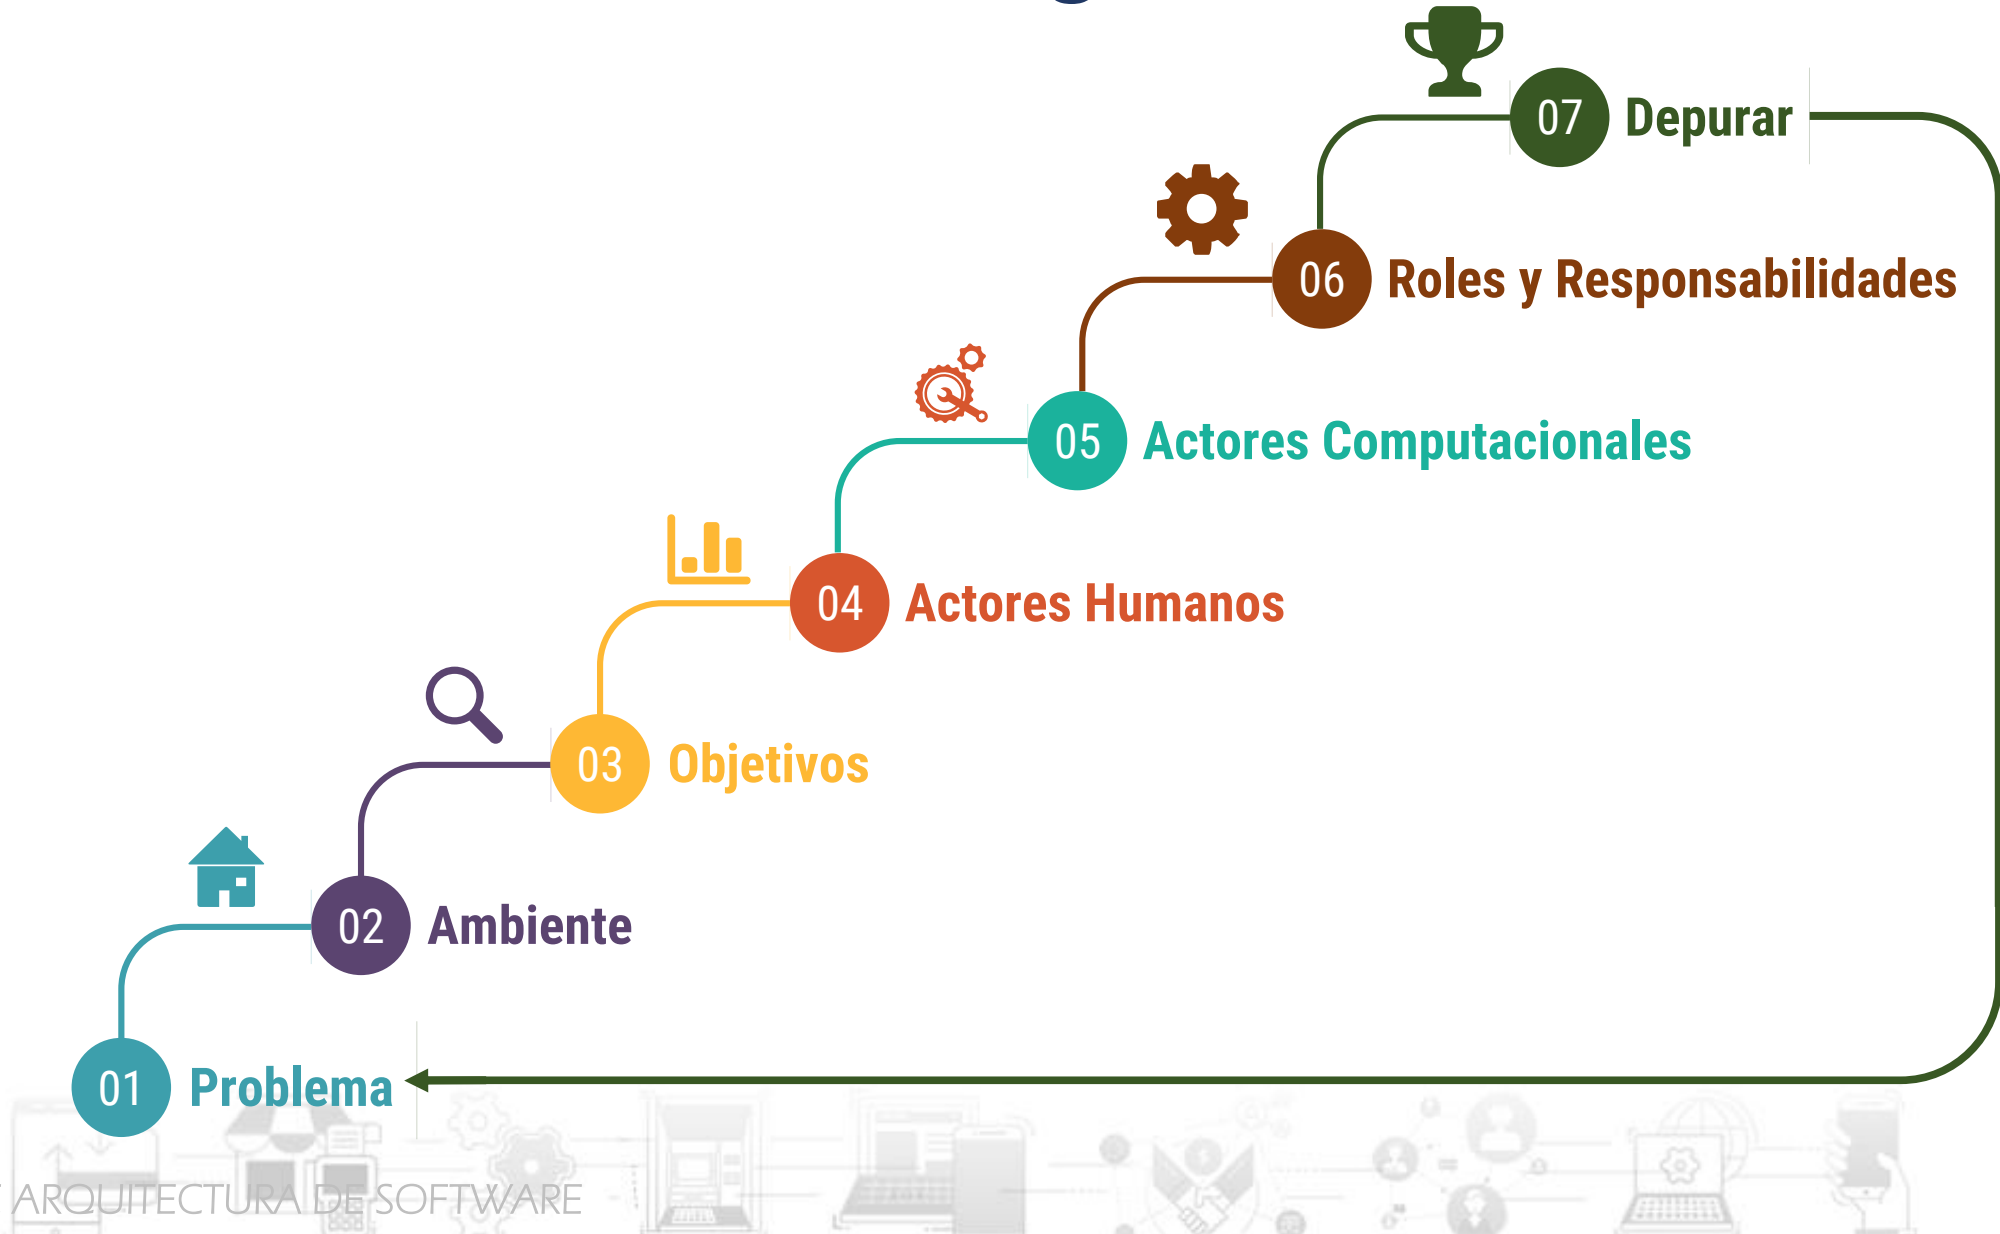 07 Depurar
06 Roles y Responsabilidades
05 Actores Computacionales
04 Actores Humanos
03 Objetivos
02 Ambiente
01 Problema
ARQUITECTURA DE SOFTWARE